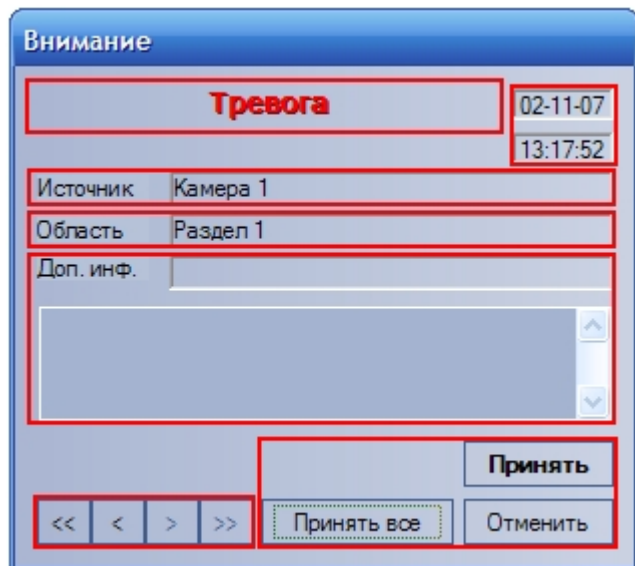 Внимание
Тревога
02-11-07
13:17:52
Источник Камера 1
Область Раздел 1
Доп. инф.
Принять
<< < > >> Принять все Отменить